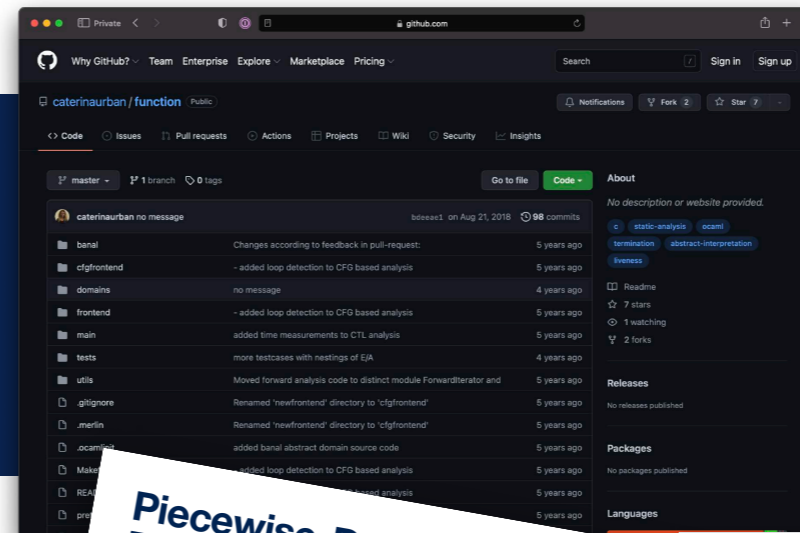 Private
github.com
Why GitHub? Team Enterprise Explore Marketplace Pricing Search / Sign in Sign up
caterinaurban / function Public Notifications Fork 2 Star 7
<> Code Issues Pull requests Actions Projects Wiki Security Insights
master 1 branch 0 tags Go to file Code
caterinaurban no message bdeeae1 on Aug 21, 2018 98 commits
banal Changes according to feedback in pull-request: 5 years ago
cfgfrontend - added loop detection to CFG based analysis 5 years ago
domains no message 4 years ago
frontend - added loop detection to CFG based analysis 5 years ago
main added time measurements to CTL analysis 5 years ago
tests more testcases with nestings of E/A 4 years ago
utils Moved forward analysis code to distinct module ForwardIterator and 5 years ago
.gitignore Renamed 'newfrontend' directory to 'cfgfrontend' 5 years ago
.merlin Renamed 'newfrontend' directory to 'cfgfrontend' 5 years ago
added banal abstract domain source code 5 years ago
added loop detection to CFG based analysis 5 years ago
based analysis 5 years ago
5 years ago
About
No description or website provided.
c static-analysis ocaml
termination abstract-interpretation
liveness
Readme
7 stars
1 watching
2 forks
Releases
No releases published
Packages
No packages published
Languages
Piecewise